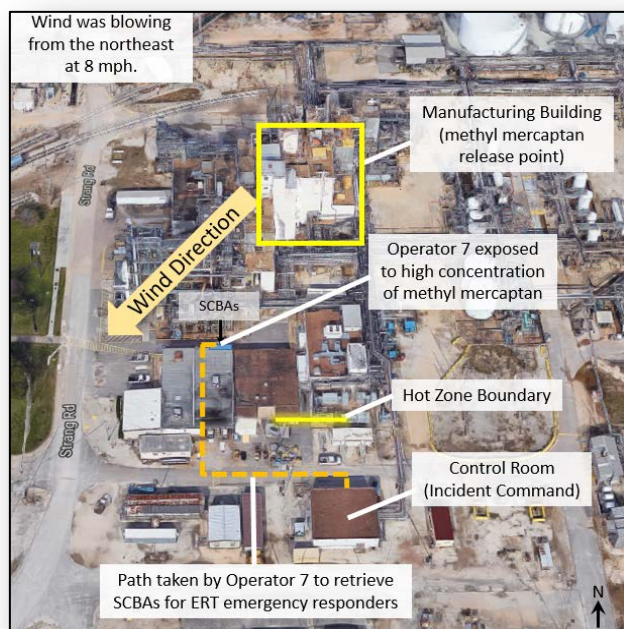 Wind was blowing
from the northeast
at 8 mph.
Manufacturing Building
(methyl mercaptan
release point)
Strang Rd
Wind Direction
Operator 7 exposed
to high concentration
of methyl mercaptan
SCBAs
Hot Zone Boundary
Strang Rd
Control Room
(Incident Command)
Path taken by Operator 7 to retrieve
SCBAs for ERT emergency responders
N